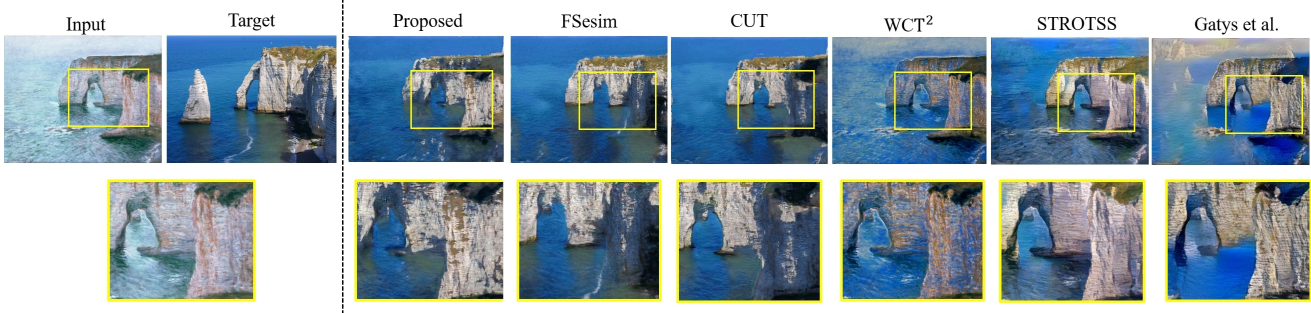 Input Target Proposed FSesim CUT WCT² STROTSS Gatys et al.